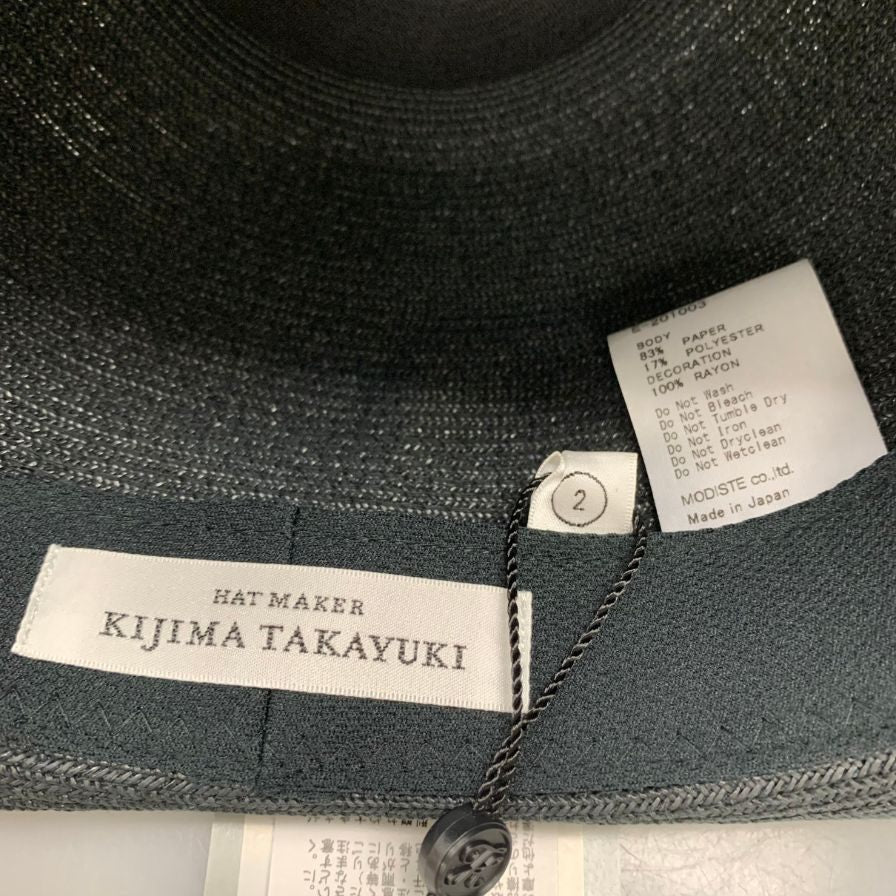 E-201003
BODY
83% PAPER
17% POLYESTER
DECORATION
100% RAYON
Do Not Wash
Do Not Bleach
Do Not Tumble Dry
Do Not Iron
Do Not Dryclean
Do Not Wetclean
MODISTE co.,ltd.
Made in Japan
2
HAT MAKER
KIJIMA TAKAYUKI